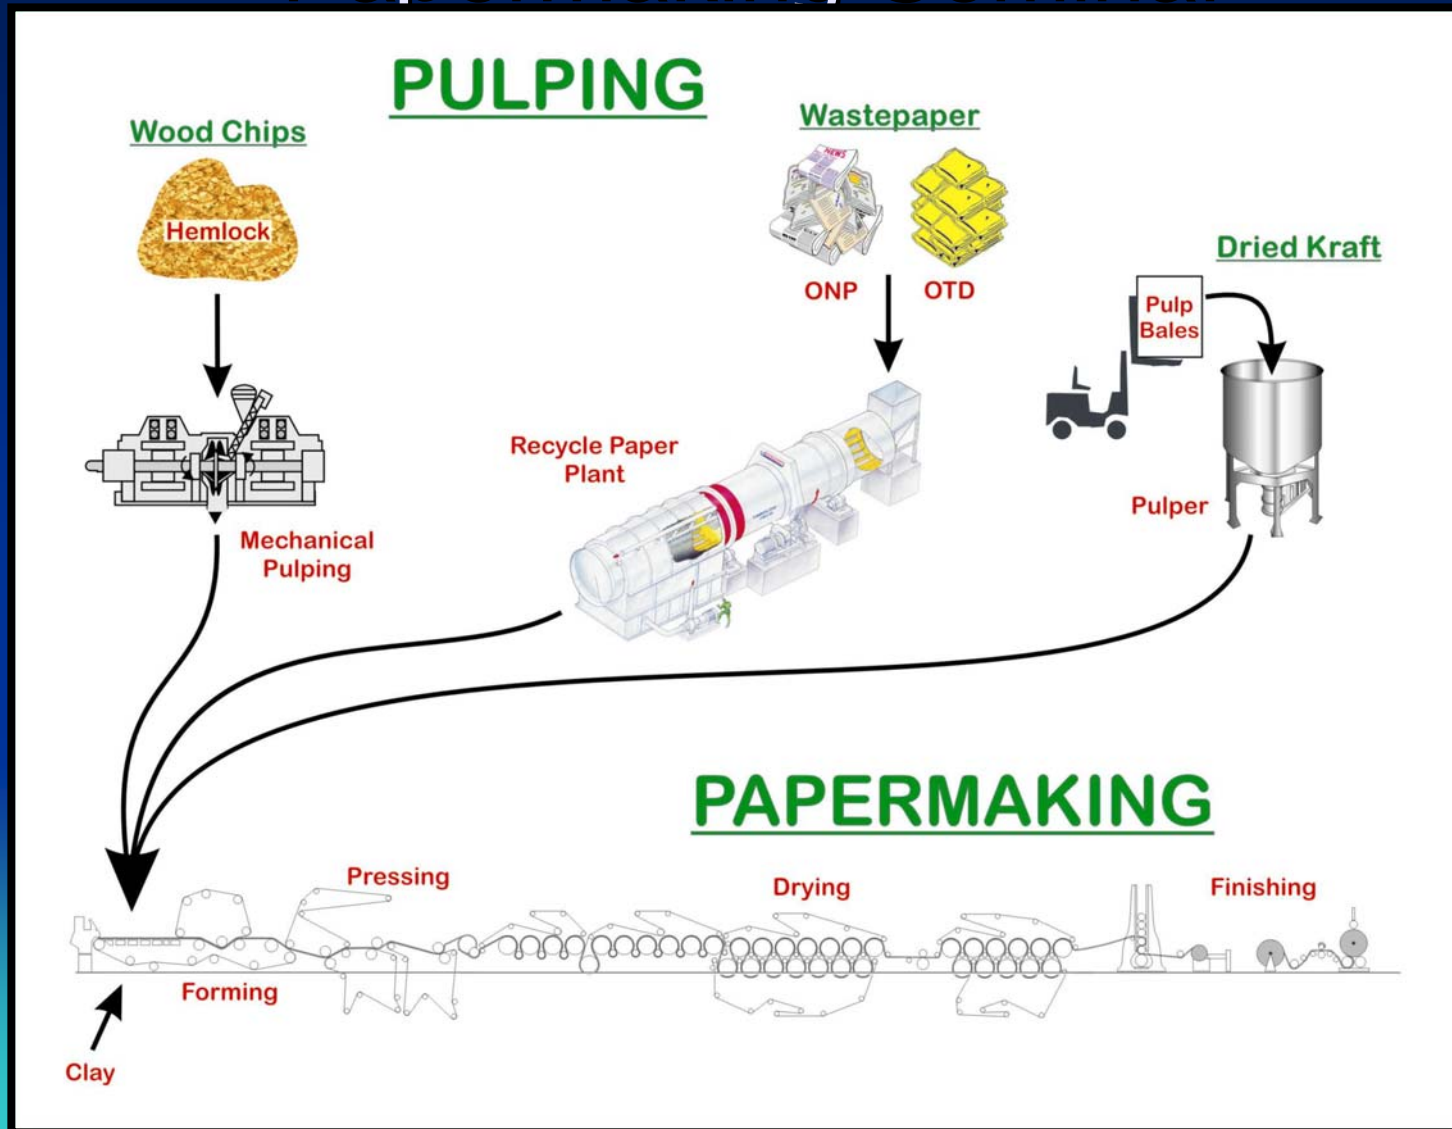 PULPING
Wood Chips
Wastepaper
Hemlock
NEWS
Dried Kraft
ONP
OTD
Pulp
Bales
Recycle Paper
Plant
Pulper
Mechanical
Pulping
PAPERMAKING
Pressing
Drying
Finishing
Forming
Clay